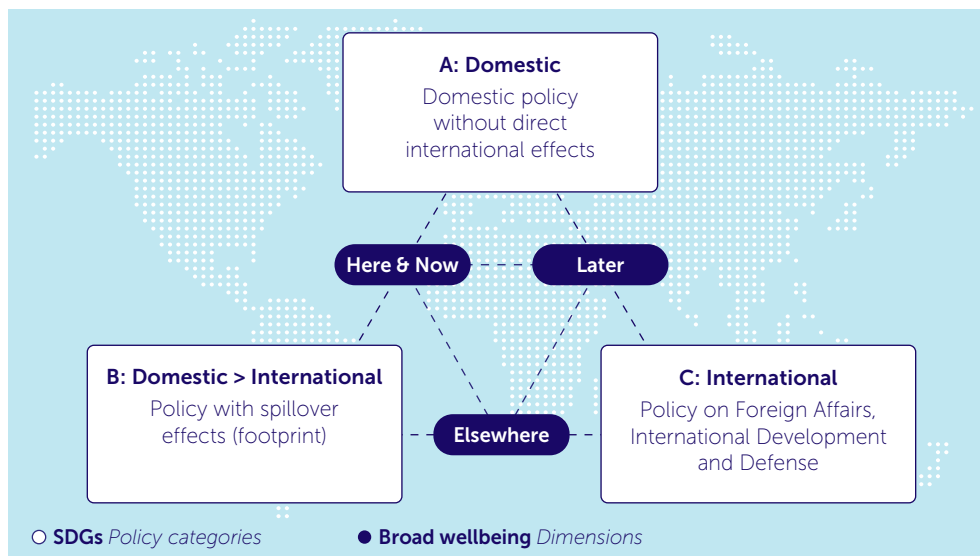 A: Domestic
Domestic policy
without direct
international effects
Here & Now
Later
B: Domestic > International
Policy with spillover
effects (footprint)
C: International
Policy on Foreign Affairs,
International Development
and Defense
Elsewhere
SDGs Policy categories
Broad wellbeing Dimensions